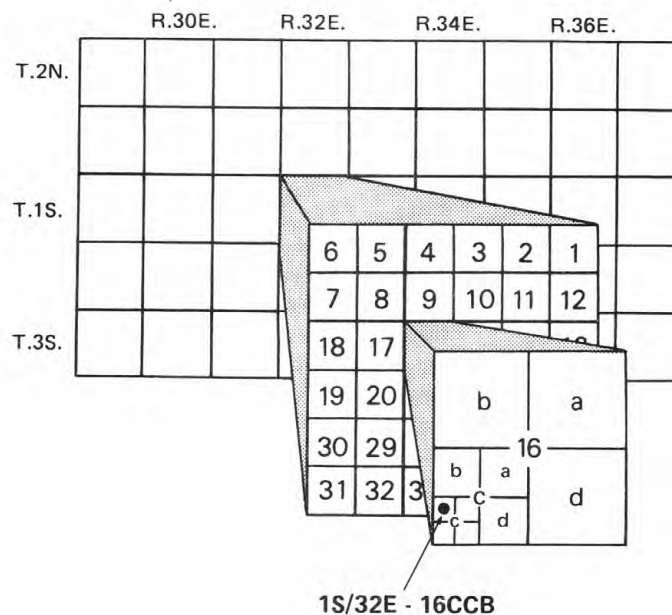 R.30E. R.32E. R.34E. R.36E.
T.2N.
T.1S.
6 5 4 3 2 1
7 8 9 10 11 12
T.3S.
18 17
19 20
b a
16
30 29
b a
31 32 3
c
d
c d
1S/32E - 16CCB